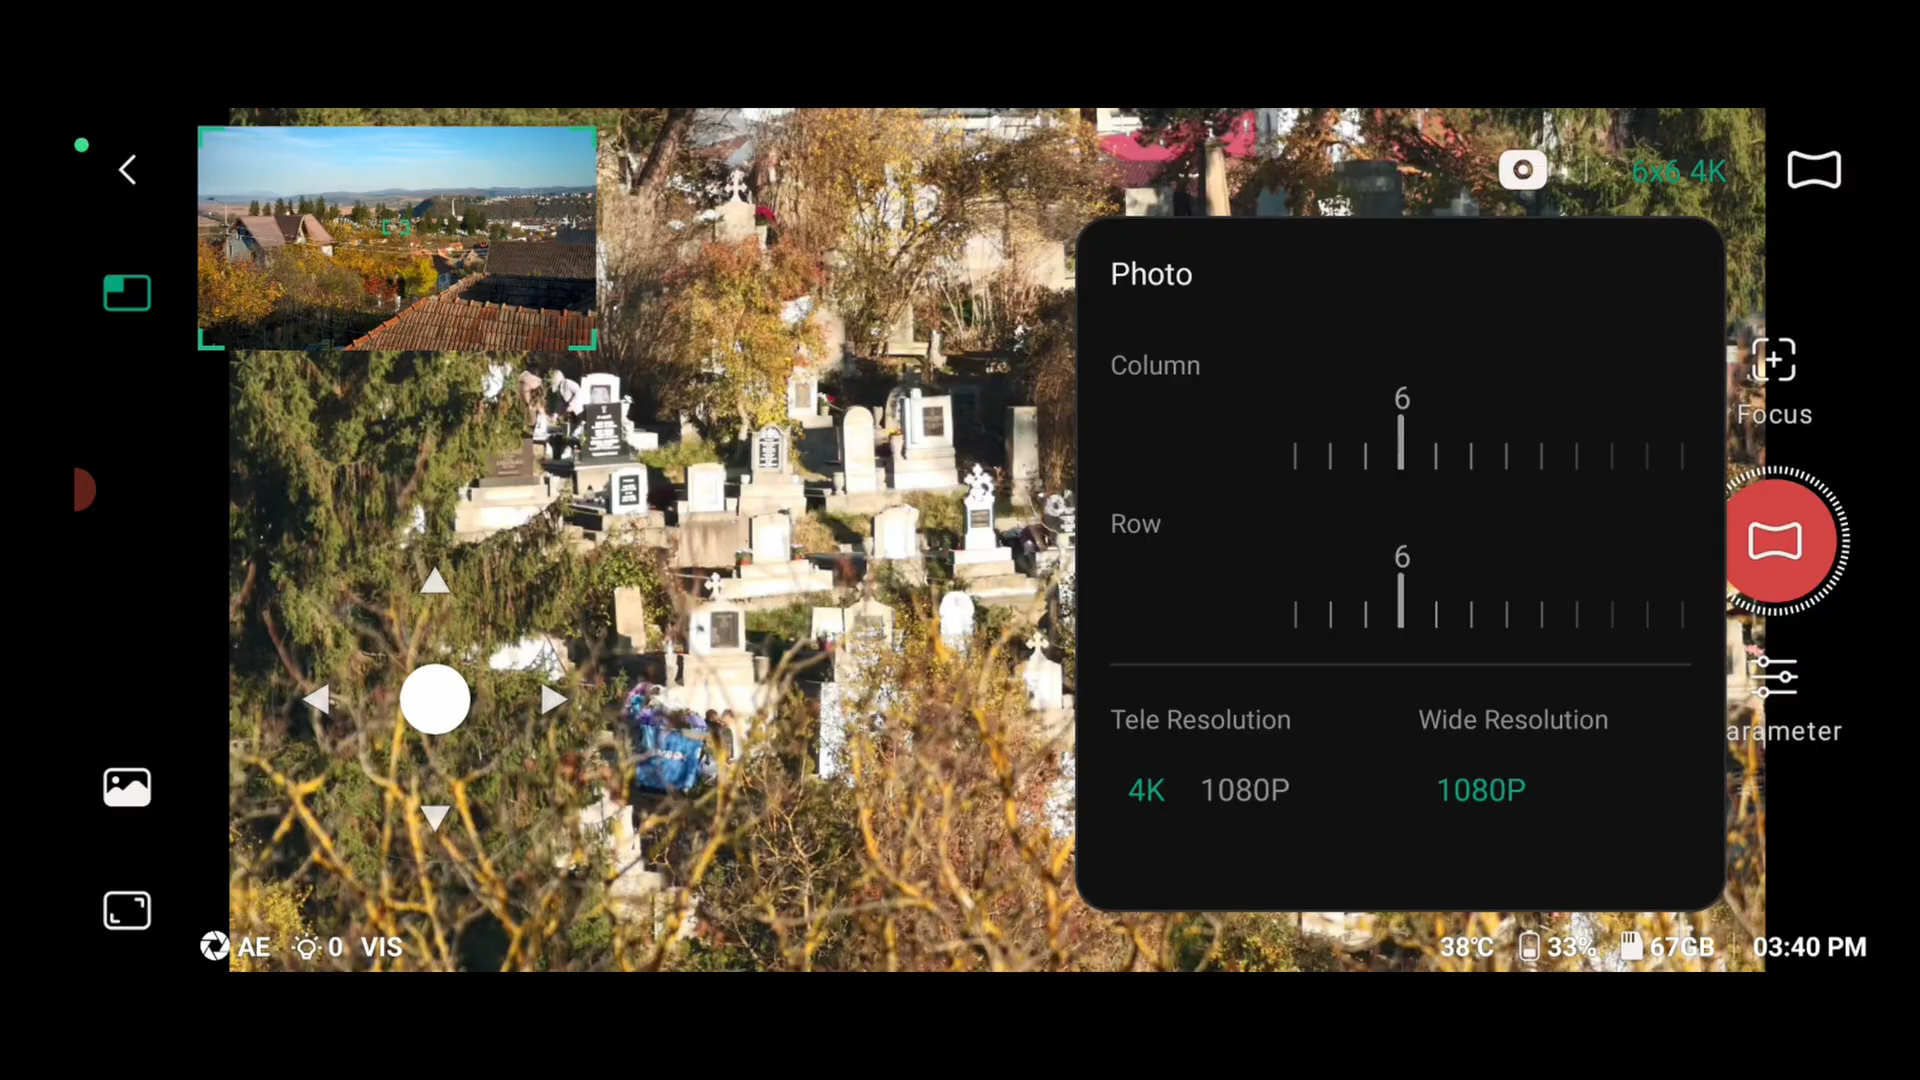 6x6 4K
Photo
Column
6
Focus
Row
6
Tele Resolution
Wide Resolution
arameter
4K
1080P
1080P
AE
0
VIS
38°C
33%
67GB
03:40 PM